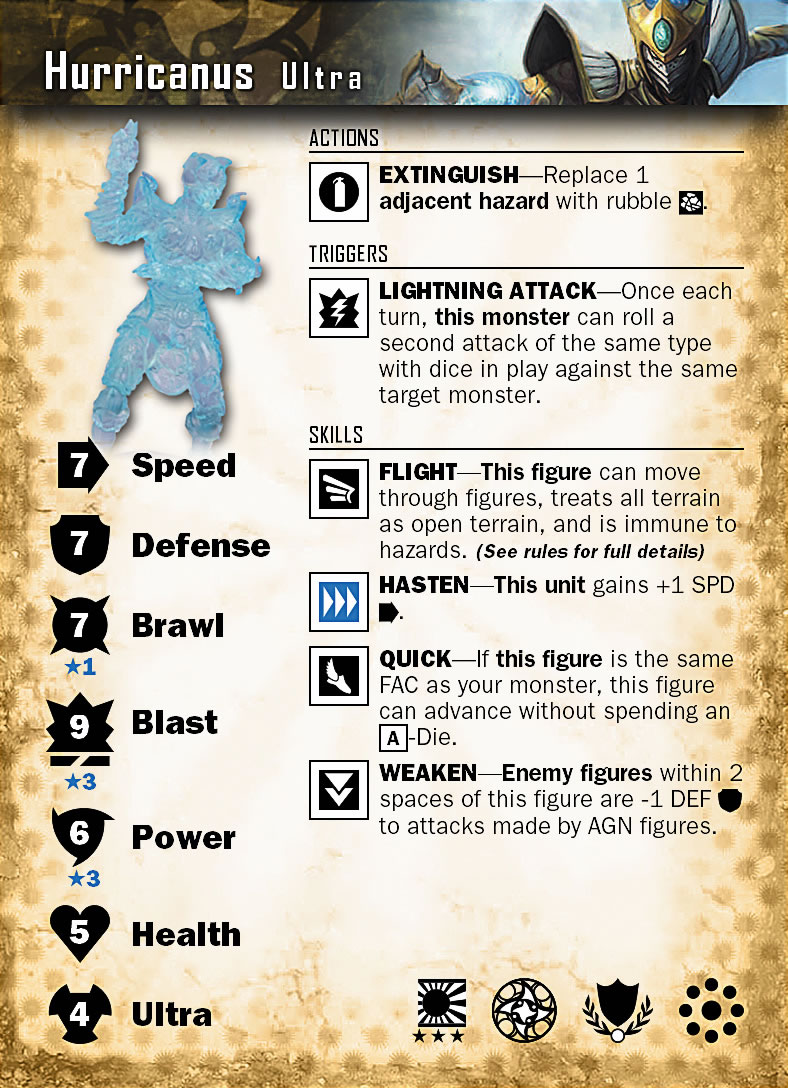 Hurricanus Ultra
ACTIONS
EXTINGUISH—Replace 1
adjacent hazard with rubble .
TRIGGERS
LIGHTNING ATTACK—Once each
turn, this monster can roll a
second attack of the same type
with dice in play against the same
target monster.
SKILLS
FLIGHT—This figure can move
through figures, treats all terrain
as open terrain, and is immune to
hazards. (See rules for full details)
HASTEN—This unit gains +1 SPD
.
QUICK—If this figure is the same
FAC as your monster, this figure
can advance without spending an
A-Die.
WEAKEN—Enemy figures within 2
spaces of this figure are -1 DEF
to attacks made by AGN figures.
7 Speed
7 Defense
7 Brawl
★1
9 Blast
★3
6 Power
★3
5 Health
4 Ultra
★★★